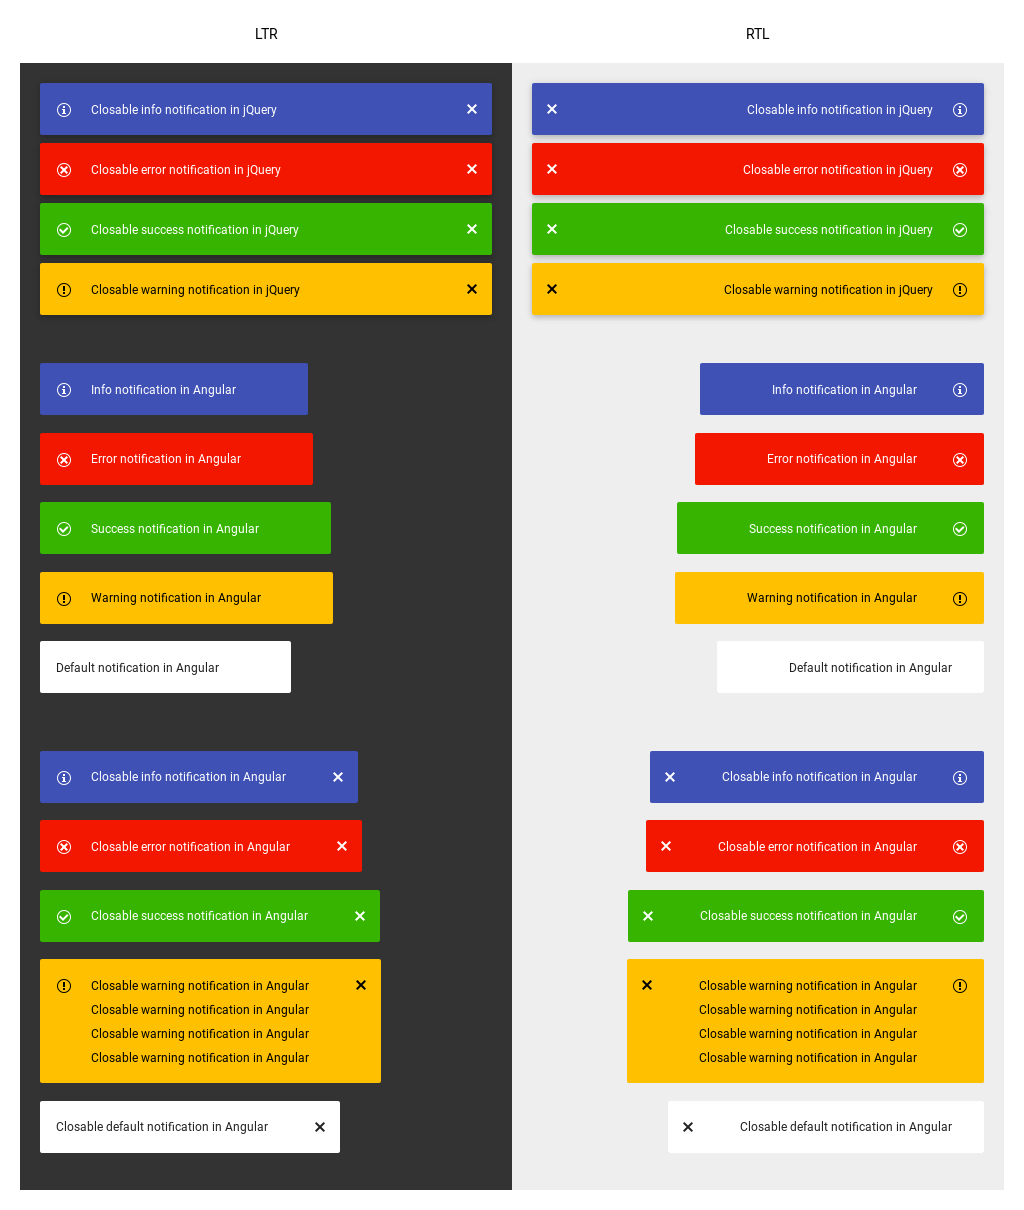 LTR
RTL
Closable info notification in jQuery
Closable error notification in jQuery
Closable success notification in jQuery
Closable warning notification in jQuery
Info notification in Angular
Error notification in Angular
Success notification in Angular
Warning notification in Angular
Default notification in Angular
Closable info notification in Angular
Closable error notification in Angular
Closable success notification in Angular
Closable warning notification in Angular
Closable warning notification in Angular
Closable warning notification in Angular
Closable warning notification in Angular
Closable default notification in Angular
Closable info notification in jQuery
Closable error notification in jQuery
Closable success notification in jQuery
Closable warning notification in jQuery
Info notification in Angular
Error notification in Angular
Success notification in Angular
Warning notification in Angular
Default notification in Angular
Closable info notification in Angular
Closable error notification in Angular
Closable success notification in Angular
Closable warning notification in Angular
Closable warning notification in Angular
Closable warning notification in Angular
Closable warning notification in Angular
Closable default notification in Angular